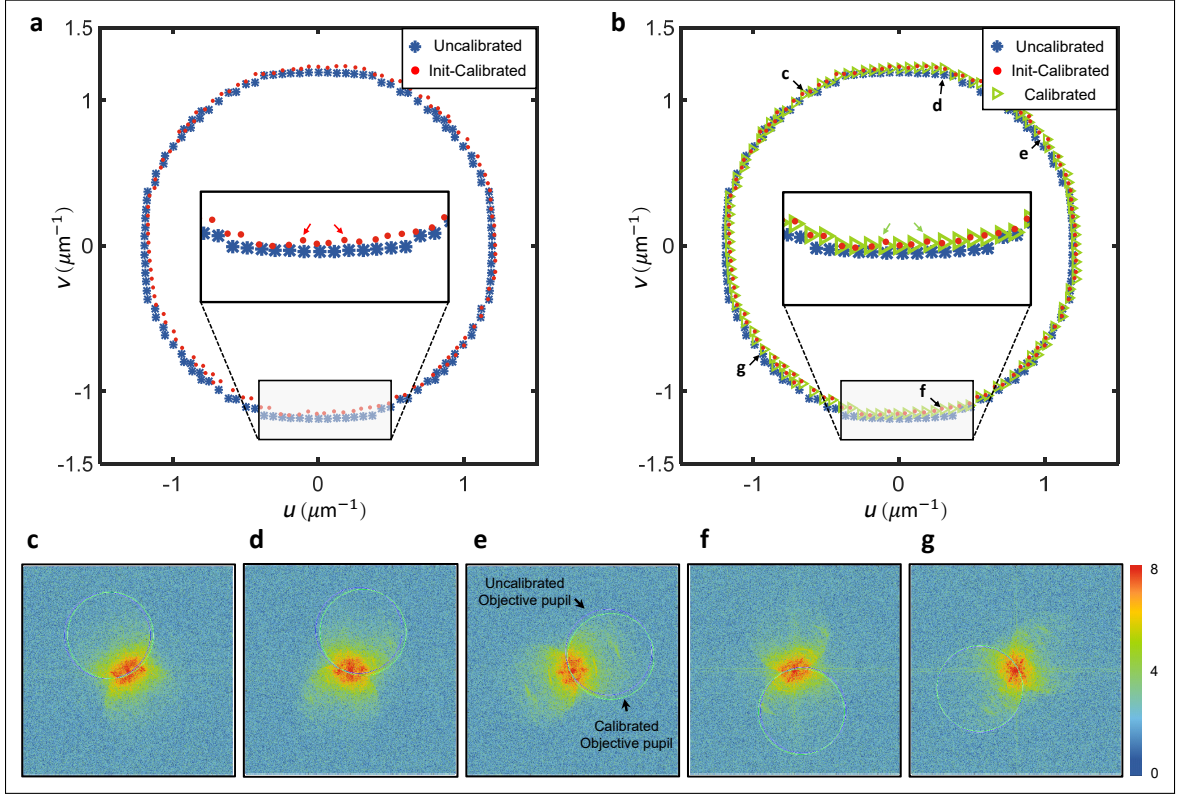 a
1.5
1
0
-1
-1.5
v (μm⁻¹)
-1
0
1
u (μm⁻¹)
Uncalibrated
Init-Calibrated
b
1.5
1
0
-1
-1.5
v (μm⁻¹)
-1
0
1
u (μm⁻¹)
Uncalibrated
Init-Calibrated
Calibrated
c
d
e
f
g
c
d
e
f
g
Uncalibrated
Objective pupil
Calibrated
Objective pupil
8
4
0